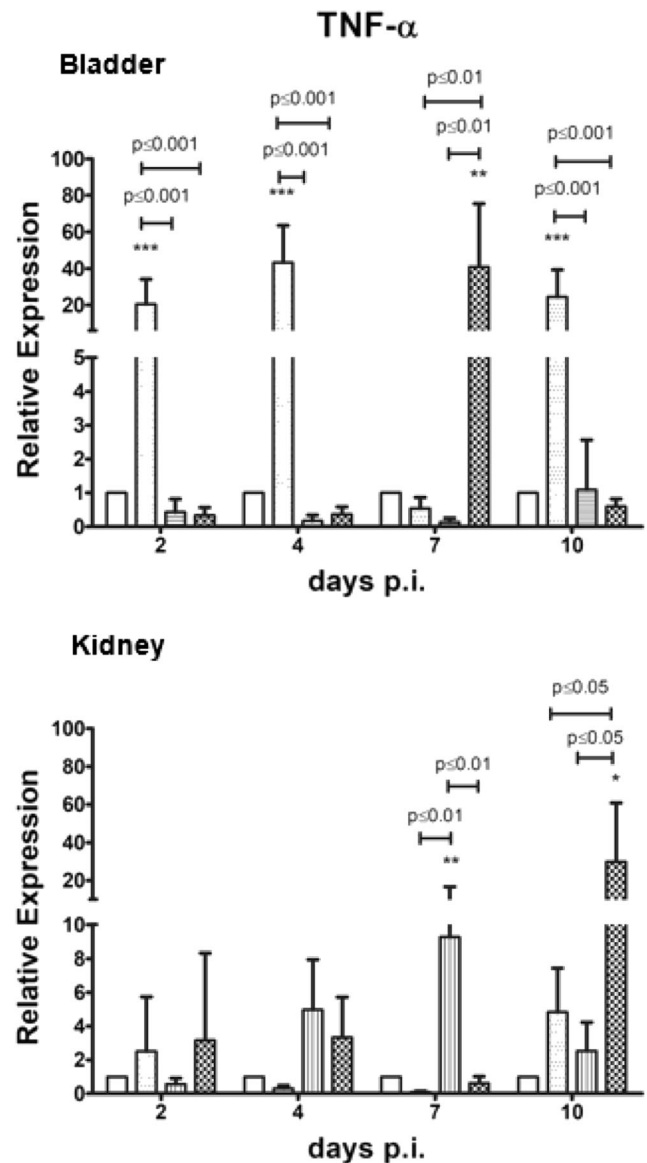 TNF-α
Bladder
p≤0.01
p≤0.001
p≤0.001 p≤0.01 p≤0.001
p≤0.001 p≤0.001
***
**
***
***
Relative Expression
100
80
60
40
20
5
4
3
2
1
0
2 4 7 10
days p.i.
Kidney
p≤0.05
p≤0.05
p≤0.01
p≤0.01
*
**
Relative Expression
100
80
60
40
20
10
8
6
4
2
0
2 4 7 10
days p.i.